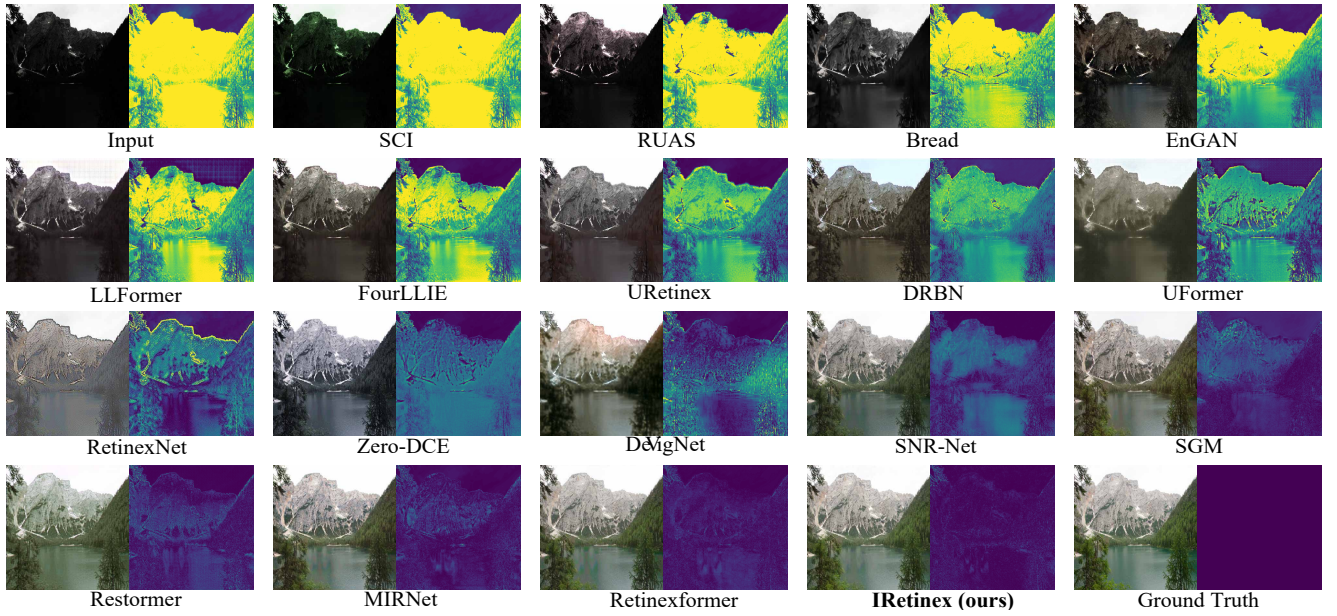 Input SCI RUAS Bread EnGAN
LLFormer FourLLIE URetinex DRBN UFormer
RetinexNet Zero-DCE DeVigNet SNR-Net SGM
Restormer MIRNet Retinexformer IRetinex (ours) Ground Truth